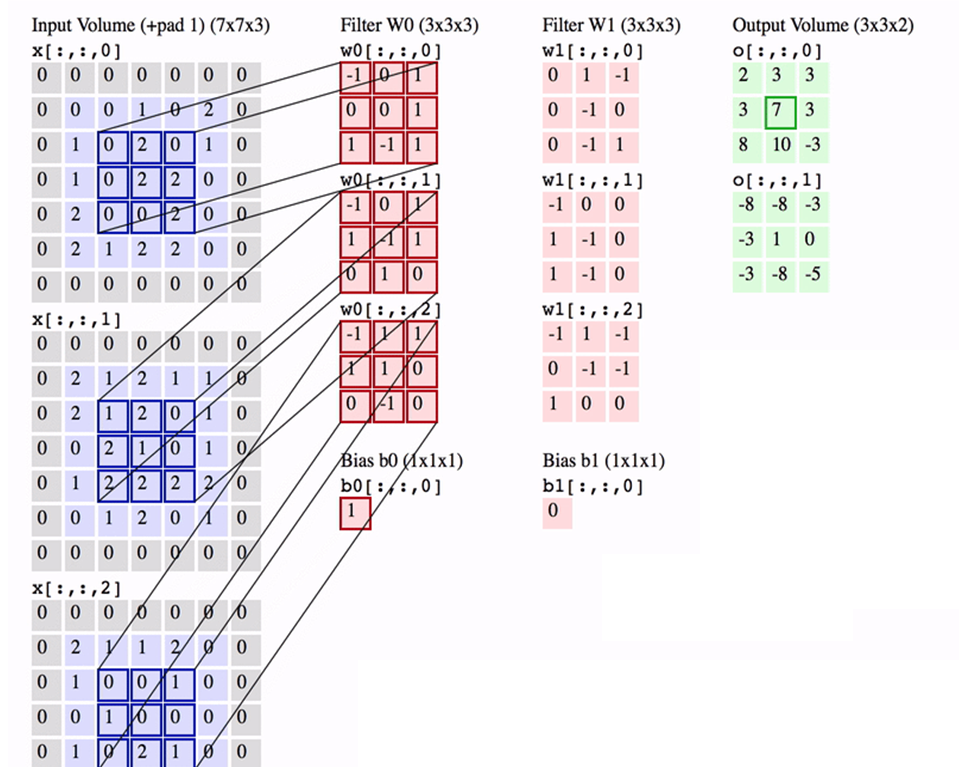 Input Volume (+pad 1) (7x7x3)
x[:,:,0]
0 0 0 0 0 0 0
0 0 0 1 0 2 0
0 1 0 2 0 1 0
0 1 0 2 2 0 0
0 2 0 0 2 0 0
0 2 1 2 2 0 0
0 0 0 0 0 0 0
x[:,:,1]
0 0 0 0 0 0 0
0 2 1 2 1 1 0
0 2 1 2 0 1 0
0 0 2 1 0 1 0
0 1 2 2 2 2 0
0 0 1 2 0 1 0
0 0 0 0 0 0 0
x[:,:,2]
0 0 0 0 0 0 0
0 2 1 1 2 0 0
0 1 0 0 1 0 0
0 0 1 0 0 0 0
0 1 0 2 1 0 0
Filter W0 (3x3x3)
w0[:,:,0]
-1 0 1
0 0 1
1 -1 1
w0[:,:,1]
-1 0 1
1 -1 1
0 1 0
w0[:,:,2]
-1 1 1
1 1 0
0 -1 0
Bias b0 (1x1x1)
b0[:,:,0]
1
Filter W1 (3x3x3)
w1[:,:,0]
0 1 -1
0 -1 0
0 -1 1
w1[:,:,1]
-1 0 0
1 -1 0
1 -1 0
w1[:,:,2]
-1 1 -1
0 -1 -1
1 0 0
Bias b1 (1x1x1)
b1[:,:,0]
0
Output Volume (3x3x2)
o[:,:,0]
2 3 3
3 7 3
8 10 -3
o[:,:,1]
-8 -8 -3
-3 1 0
-3 -8 -5